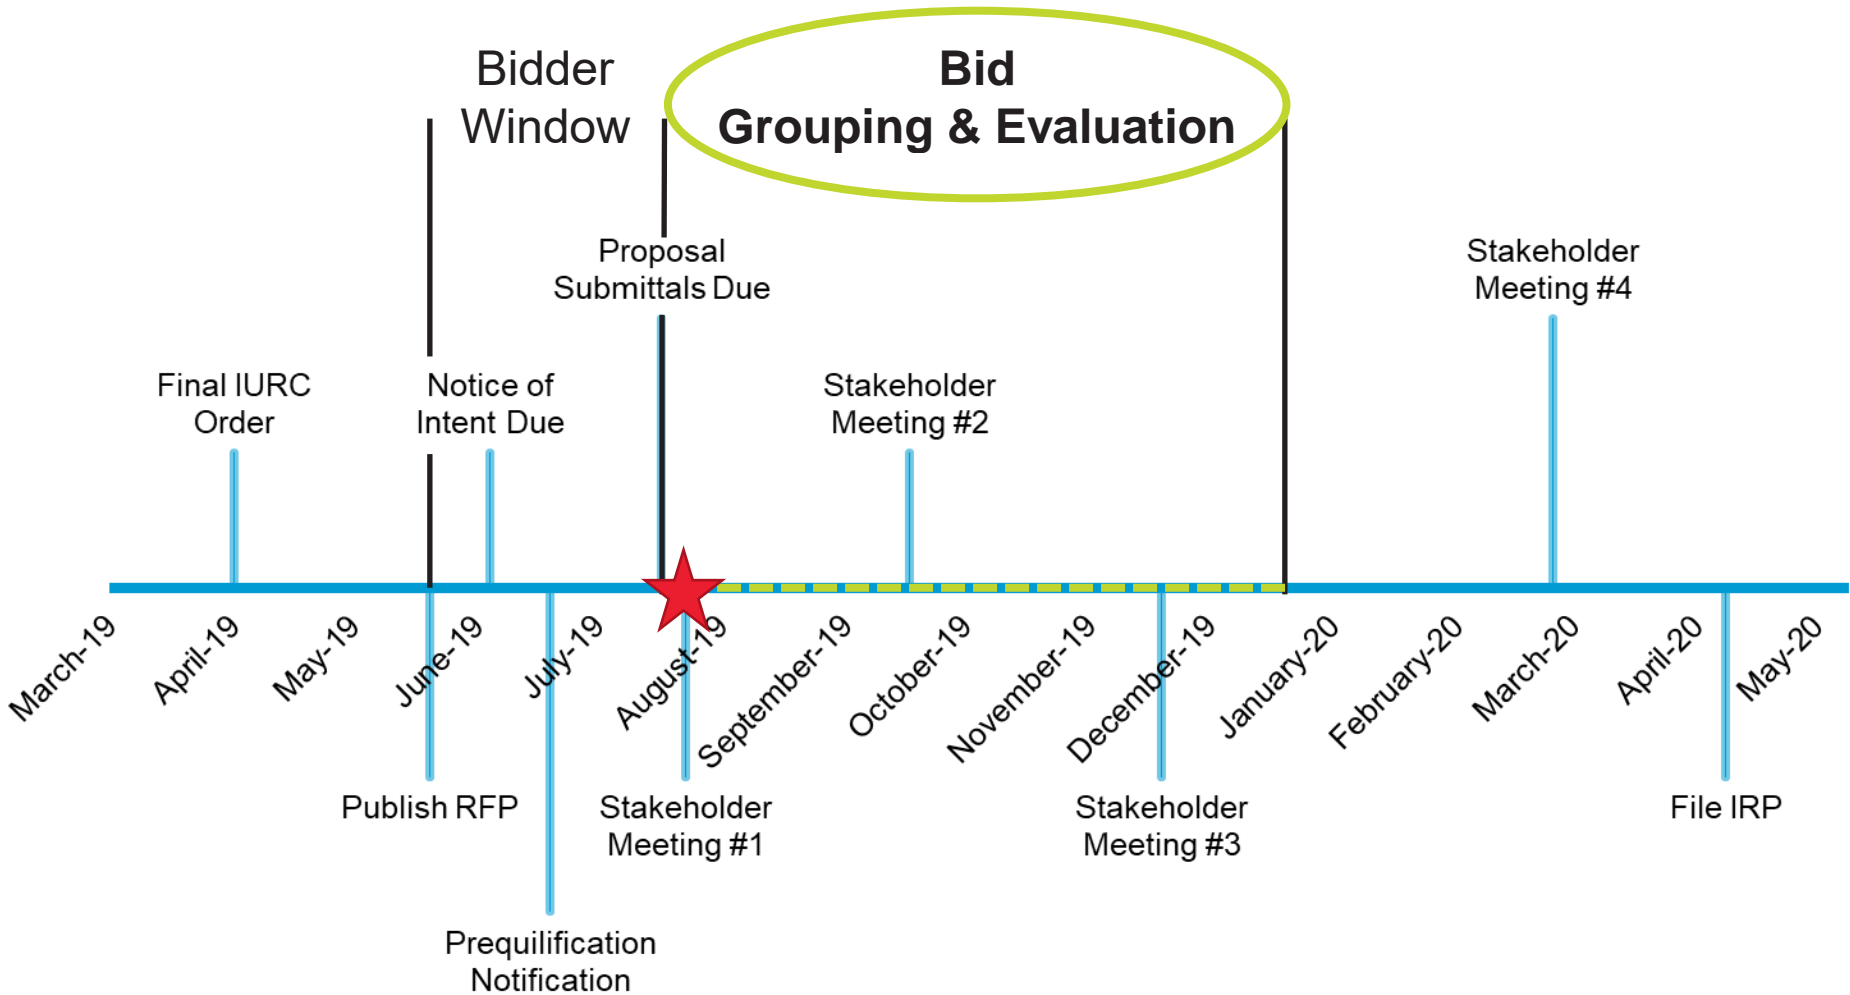 Bidder
Window
Bid
Grouping & Evaluation
Proposal
Submittals Due
Stakeholder
Meeting #4
Final IURC
Order
Notice of
Intent Due
Stakeholder
Meeting #2
March-19
April-19
May-19
June-19
July-19
August-19
September-19
October-19
November-19
December-19
January-20
February-20
March-20
April-20
May-20
Publish RFP
Stakeholder
Meeting #1
Stakeholder
Meeting #3
File IRP
Prequilification
Notification